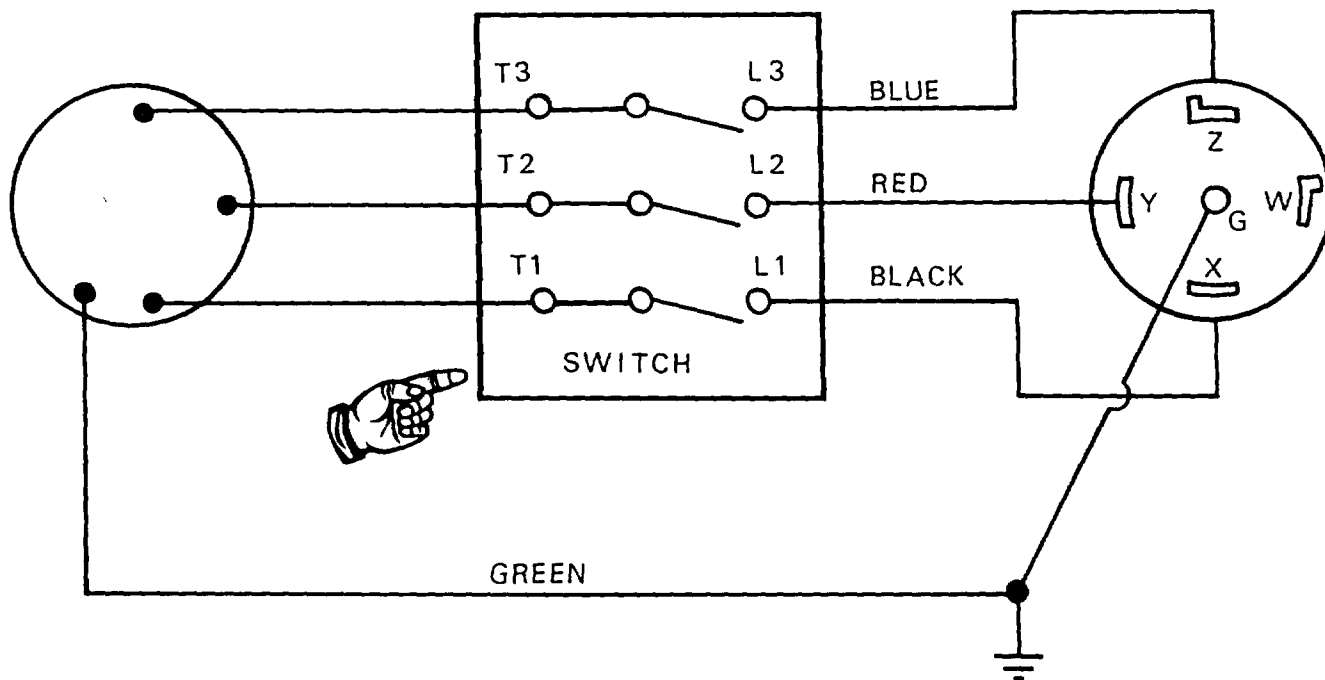 T3 L3 BLUE
Z
T2 L2 RED
Y G W
T1 L1 BLACK
X
SWITCH
GREEN